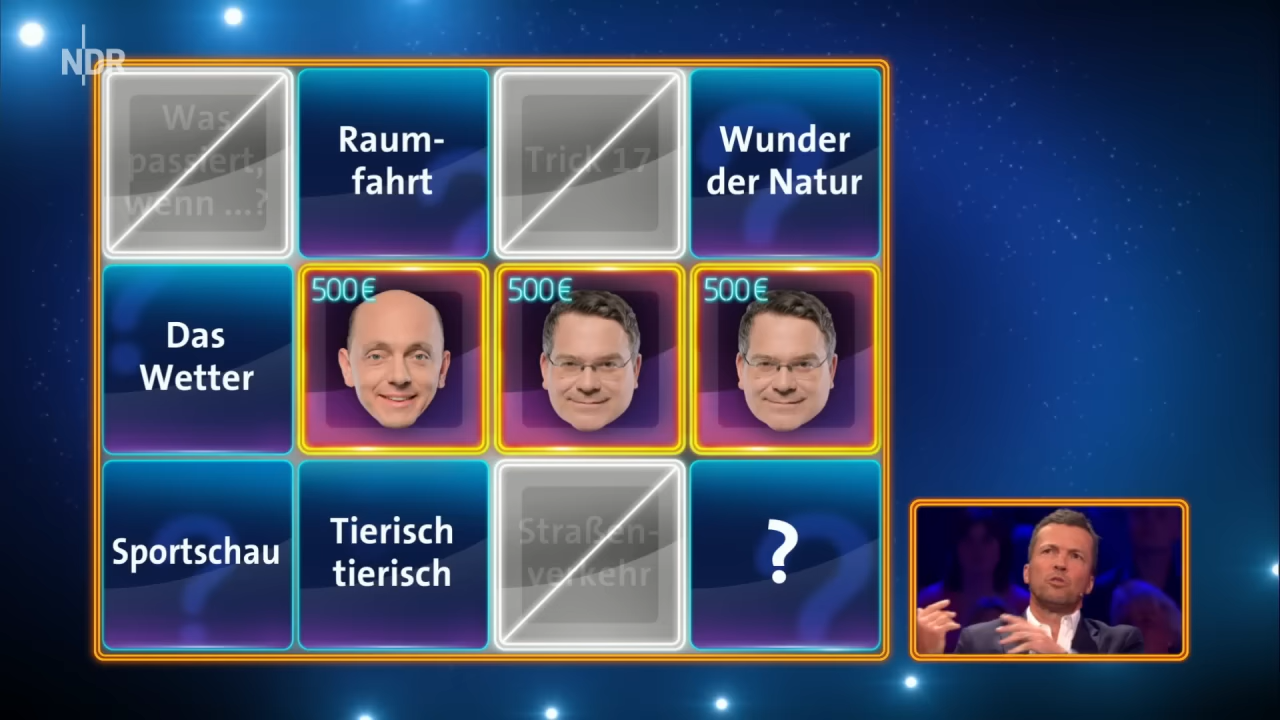 NDR
Was
passiert,
wenn ...?
Raum-
fahrt
Trick 17
Wunder
der Natur
Das
Wetter
500€
500€
500€
Sportschau
Tierisch
tierisch
Straßen-
verkehr
?